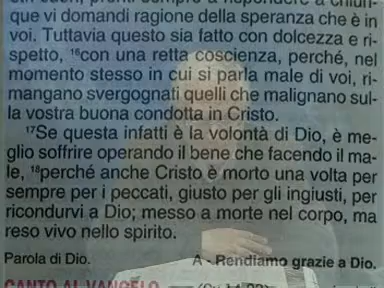 que vi domandi ragione della speranza che è in
voi. Tuttavia questo sia fatto con dolcezza e ri-
spetto, ¹⁶con una retta coscienza, perché, nel
momento stesso in cui si parla male di voi, ri-
mangano svergognati quelli che malignano sul-
la vostra buona condotta in Cristo.
¹⁷Se questa infatti è la volontà di Dio, è me-
glio soffrire operando il bene che facendo il ma-
le, ¹⁸perché anche Cristo è morto una volta per
sempre per i peccati, giusto per gli ingiusti, per
ricondurvi a Dio; messo a morte nel corpo, ma
reso vivo nello spirito.
Parola di Dio. A - Rendiamo grazie a Dio.
CANTO AL VANGELO